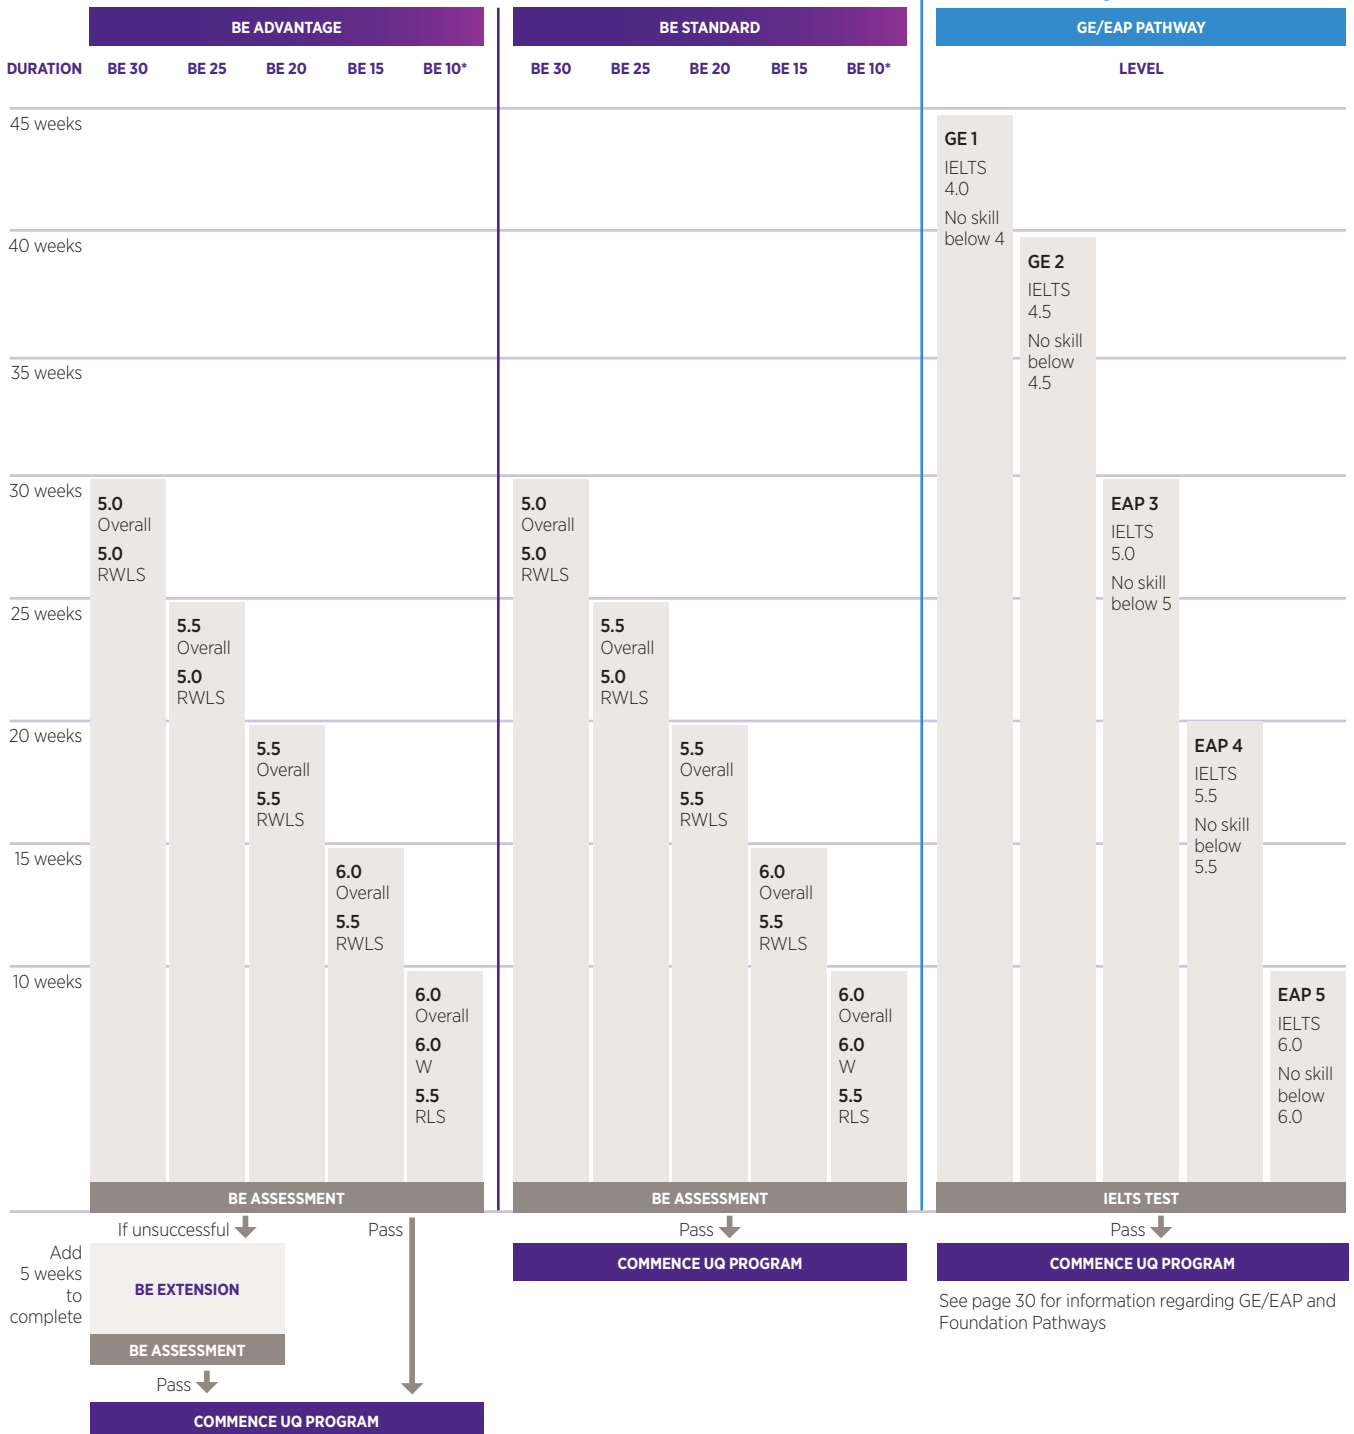 BE ADVANTAGE
BE STANDARD
GE/EAP PATHWAY
DURATION BE 30 BE 25 BE 20 BE 15 BE 10*
BE 30 BE 25 BE 20 BE 15 BE 10*
LEVEL
45 weeks
40 weeks
35 weeks
30 weeks
25 weeks
20 weeks
15 weeks
10 weeks
5.0
Overall
5.0
RWLS
5.5
Overall
5.0
RWLS
5.5
Overall
5.5
RWLS
6.0
Overall
5.5
RWLS
6.0
Overall
6.0
W
5.5
RLS
BE ASSESSMENT
If unsuccessful
Pass
Add
5 weeks
to
complete
BE EXTENSION
BE ASSESSMENT
Pass
COMMENCE UQ PROGRAM
5.0
Overall
5.0
RWLS
5.5
Overall
5.0
RWLS
5.5
Overall
5.5
RWLS
6.0
Overall
5.5
RWLS
6.0
Overall
6.0
W
5.5
RLS
BE ASSESSMENT
Pass
COMMENCE UQ PROGRAM
GE 1
IELTS
4.0
No skill
below 4
GE 2
IELTS
4.5
No skill
below
4.5
EAP 3
IELTS
5.0
No skill
below 5
EAP 4
IELTS
5.5
No skill
below
5.5
EAP 5
IELTS
6.0
No skill
below
6.0
IELTS TEST
Pass
COMMENCE UQ PROGRAM
See page 30 for information regarding GE/EAP and
Foundation Pathways